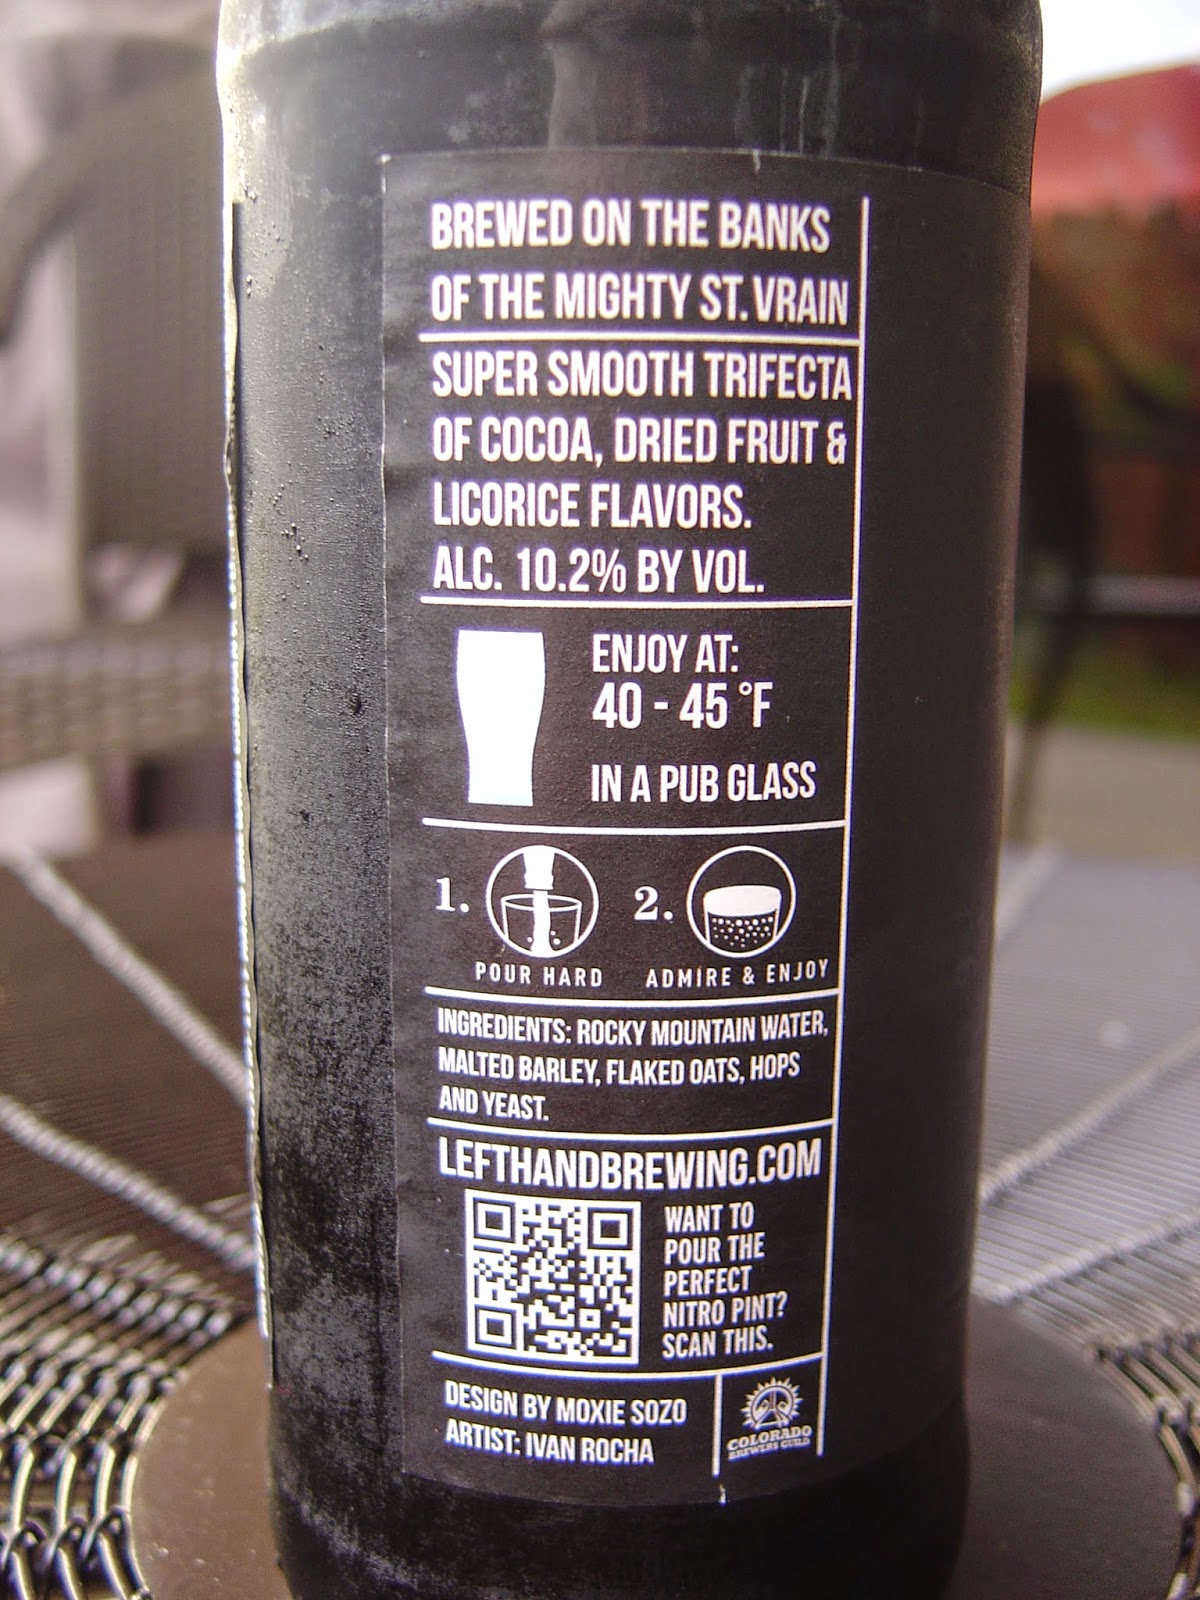 BREWED ON THE BANKS
OF THE MIGHTY ST. VRAIN
SUPER SMOOTH TRIFECTA
OF COCOA, DRIED FRUIT &
LICORICE FLAVORS.
ALC. 10.2% BY VOL.
ENJOY AT:
40 - 45 °F
IN A PUB GLASS
1. 2.
POUR HARD ADMIRE & ENJOY
INGREDIENTS: ROCKY MOUNTAIN WATER,
MALTED BARLEY, FLAKED OATS, HOPS
AND YEAST.
LEFTHANDBREWING.COM
WANT TO
POUR THE
PERFECT
NITRO PINT?
SCAN THIS.
DESIGN BY MOXIE SOZO
ARTIST: IVAN ROCHA
COLORADO
BREWERS GUILD